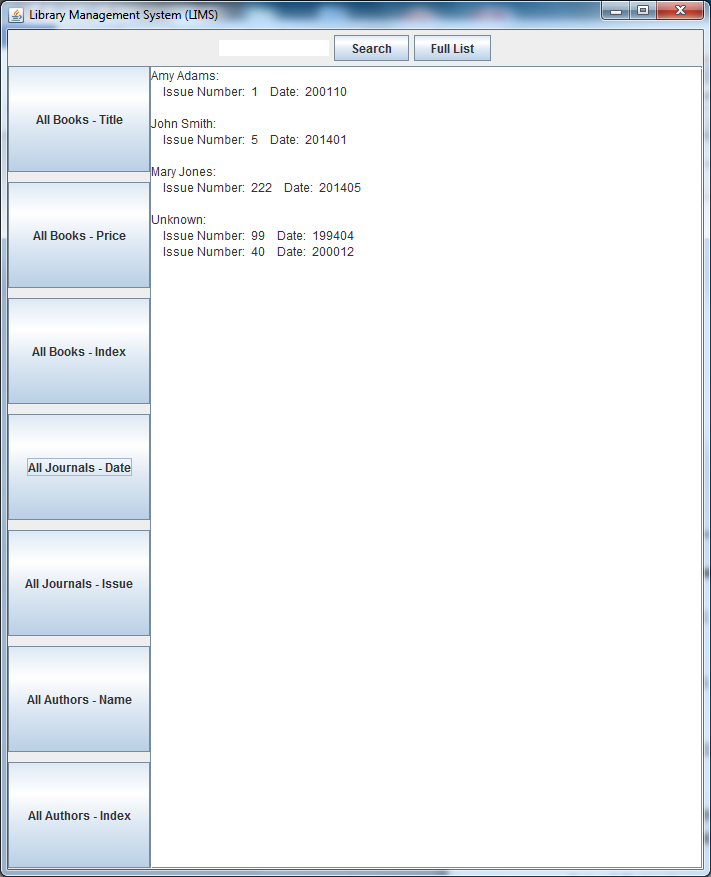 Library Management System (LIMS)
Search
Full List
All Books - Title
All Books - Price
All Books - Index
All Journals - Date
All Journals - Issue
All Authors - Name
All Authors - Index
Amy Adams:
Issue Number: 1 Date: 200110
John Smith:
Issue Number: 5 Date: 201401
Mary Jones:
Issue Number: 222 Date: 201405
Unknown:
Issue Number: 99 Date: 199404
Issue Number: 40 Date: 200012